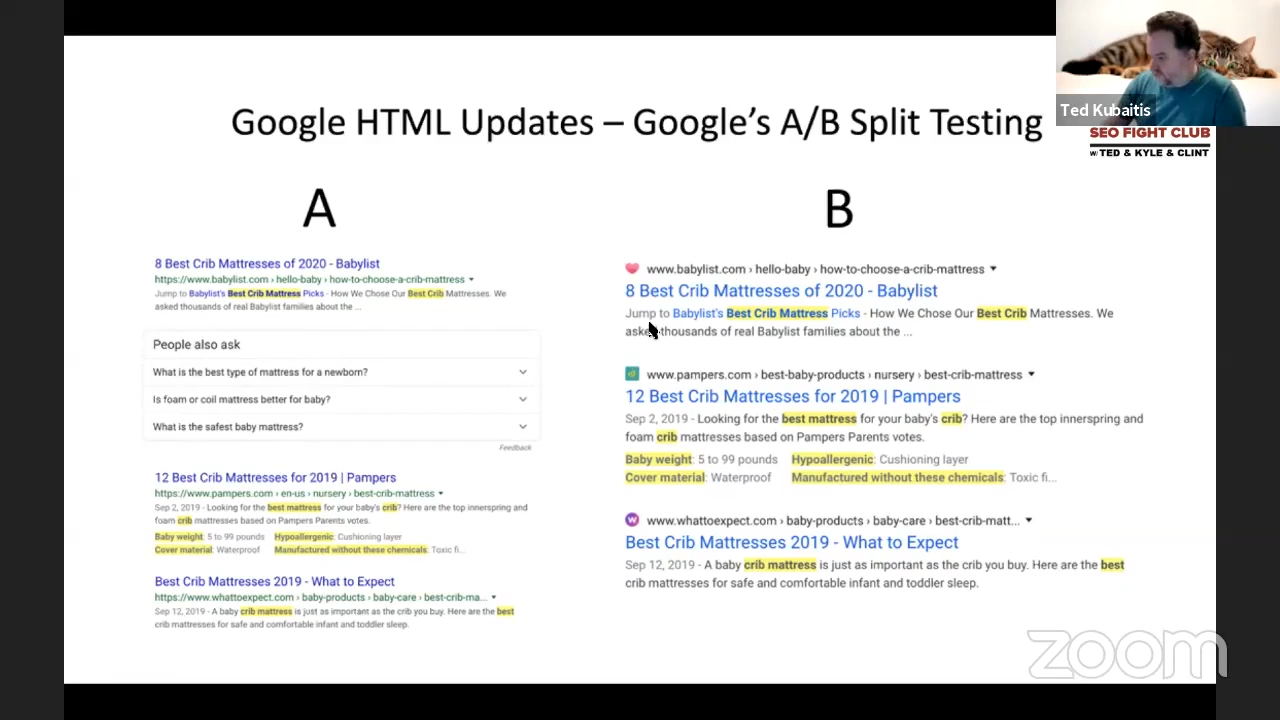 Ted Kubaitis
SEO FIGHT CLUB
w/ TED & KYLE & CLINT
Google HTML Updates – Google's A/B Split Testing
A
8 Best Crib Mattresses of 2020 - Babylist
https://www.babylist.com › hello-baby › how-to-choose-a-crib-mattress
Jump to Babylist's Best Crib Mattress Picks - How We Chose Our Best Crib Mattresses. We
asked thousands of real Babylist families about the ...
People also ask
What is the best type of mattress for a newborn?
Is foam or coil mattress better for baby?
What is the safest baby mattress?
Feedback
12 Best Crib Mattresses for 2019 | Pampers
https://www.pampers.com › en-us › nursery › best-crib-mattress
Sep 2, 2019 - Looking for the best mattress for your baby's crib? Here are the top innerspring and
foam crib mattresses based on Pampers Parents votes.
Baby weight: 5 to 99 pounds Hypoallergenic: Cushioning layer
Cover material: Waterproof Manufactured without these chemicals: Toxic fi...
Best Crib Mattresses 2019 - What to Expect
https://www.whattoexpect.com › baby-products › baby-care › best-crib-ma...
Sep 12, 2019 - A baby crib mattress is just as important as the crib you buy. Here are the best
crib mattresses for safe and comfortable infant and toddler sleep.
B
www.babylist.com › hello-baby › how-to-choose-a-crib-mattress
8 Best Crib Mattresses of 2020 - Babylist
Jump to Babylist's Best Crib Mattress Picks - How We Chose Our Best Crib Mattresses. We
asked thousands of real Babylist families about the ...
www.pampers.com › best-baby-products › nursery › best-crib-mattress
12 Best Crib Mattresses for 2019 | Pampers
Sep 2, 2019 - Looking for the best mattress for your baby's crib? Here are the top innerspring and
foam crib mattresses based on Pampers Parents votes.
Baby weight: 5 to 99 pounds Hypoallergenic: Cushioning layer
Cover material: Waterproof Manufactured without these chemicals: Toxic fi...
W www.whattoexpect.com › baby-products › baby-care › best-crib-matt...
Best Crib Mattresses 2019 - What to Expect
Sep 12, 2019 - A baby crib mattress is just as important as the crib you buy. Here are the best
crib mattresses for safe and comfortable infant and toddler sleep.
zoom